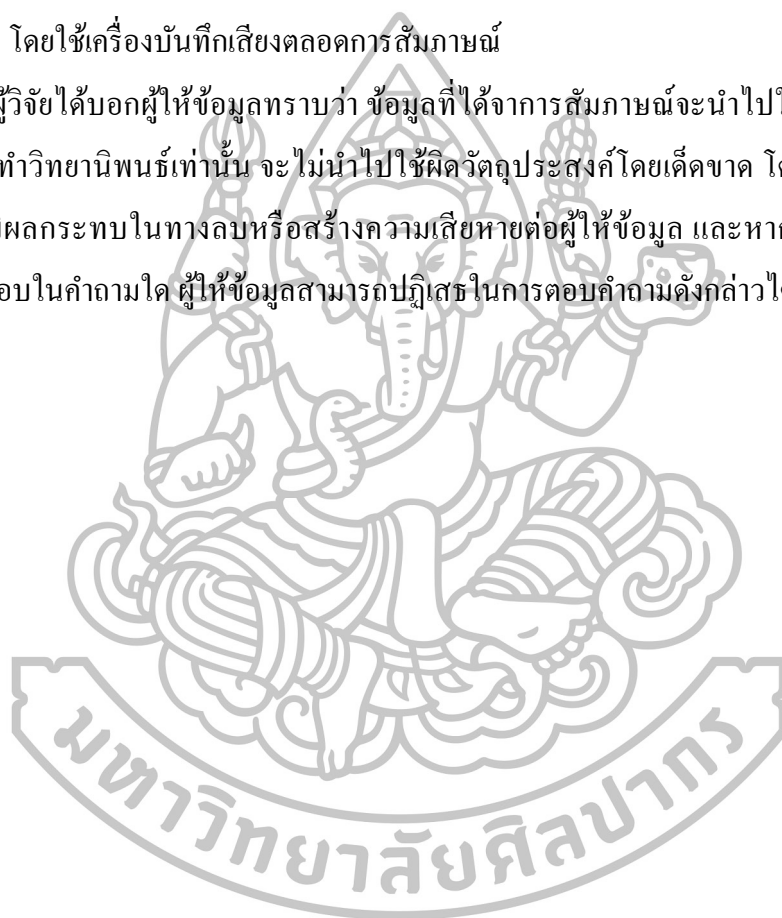 โดยใช้เครื่องบันทึกเสียงตลอดการสัมภาษณ์
ผู้วิจัยได้บอกผู้ให้ข้อมูลทราบว่า ข้อมูลที่ได้จาการสัมภาษณ์จะนำไปใ
ทำวิทยานิพนธ์เท่านั้น จะไม่นำไปใช้ผิดวัตถุประสงค์โดยเด็ดขาด โด
ผลกระทบในทางลบหรือสร้างความเสียหายต่อผู้ให้ข้อมูล และหาก
อบในคำถามใด ผู้ให้ข้อมูลสามารถปฏิเสธในการตอบคำถามดังกล่าวไ
มหาวิทยาลัยศิลปากร